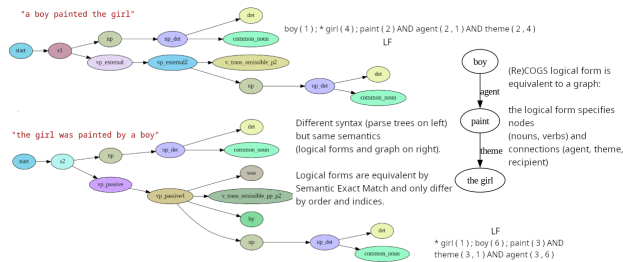 "a boy painted the girl"
det
boy ( 1 ) ; * girl ( 4 ) ; paint ( 2 ) AND agent ( 2 , 1 ) AND theme ( 2 , 4 )
LF
np
np_det
common_noun
start
s1
vp_external
vp_external2
v_trans_omissible_p2
det
np
np_det
common_noun
boy
agent
paint
theme
the girl
(Re)COGS logical form is
equivalent to a graph:
the logical form specifies
nodes
(nouns, verbs) and
connections (agent, theme,
recipient)
"the girl was painted by a boy"
det
np
np_det
common_noun
start
s2
vp_passive
vp_passive4
was
v_trans_omissible_pp_p2
by
np
np_det
det
common_noun
Different syntax (parse trees on left)
but same semantics
(logical forms and graph on right).
Logical forms are equivalent by
Semantic Exact Match and only differ
by order and indices.
LF
* girl ( 1 ) ; boy ( 6 ) ; paint ( 3 ) AND
theme ( 3 , 1 ) AND agent ( 3 , 6 )